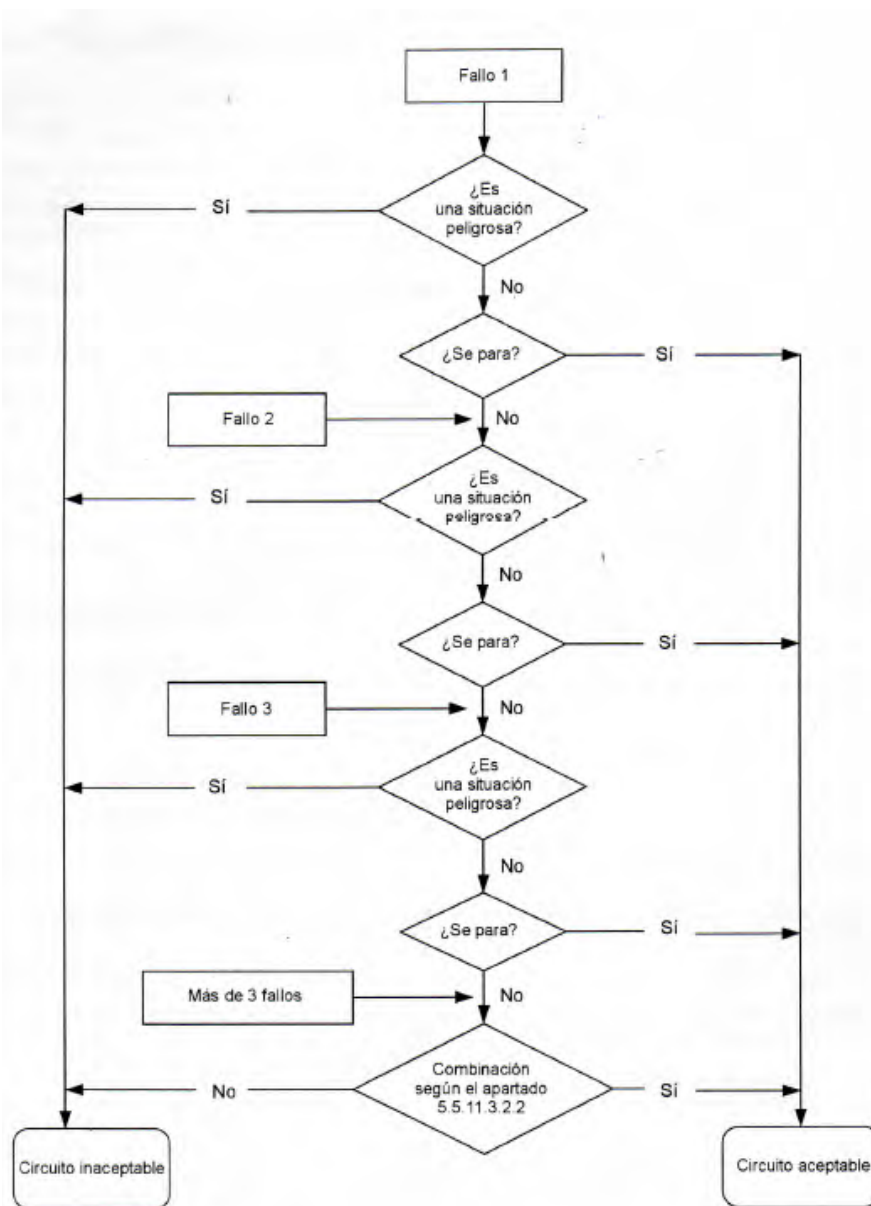 Fallo 1
¿Es
una situación
peligrosa?
Sí
No
¿Se para?
Sí
Fallo 2
No
¿Es
una situación
peligrosa?
Sí
No
¿Se para?
Sí
Fallo 3
No
¿Es
una situación
peligrosa?
Sí
No
¿Se para?
Sí
Más de 3 fallos
No
Combinación
según el apartado
5.5.11.3.2.2
No
Sí
Circuito inaceptable
Circuito aceptable